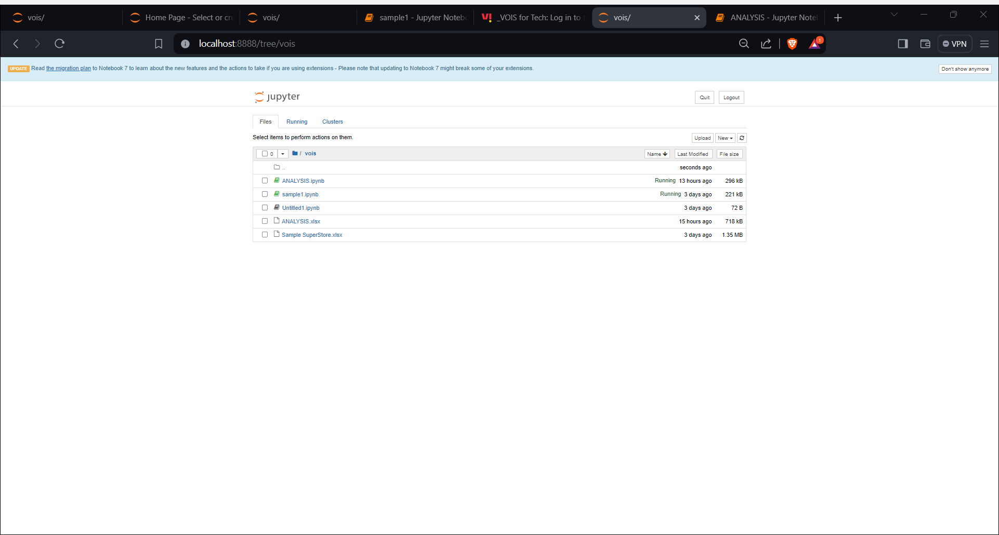 vois/
Home Page - Select or cre
vois/
sample1 - Jupyter Noteb
_VOIS for Tech: Log in to
vois/
ANALYSIS - Jupyter Note
localhost:8888/tree/vois
1
VPN
UPDATE Read the migration plan to Notebook 7 to learn about the new features and the actions to take if you are using extensions - Please note that updating to Notebook 7 might break some of your extensions.
Don't show anymore
jupyter
Quit
Logout
Files
Running
Clusters
Select items to perform actions on them.
Upload
New
0
/ vois
Name
Last Modified
File size
.. seconds ago
ANALYSIS.ipynb Running 13 hours ago 296 kB
sample1.ipynb Running 3 days ago 221 kB
Untitled1.ipynb 3 days ago 72 B
ANALYSIS.xlsx 15 hours ago 718 kB
Sample SuperStore.xlsx 3 days ago 1.35 MB